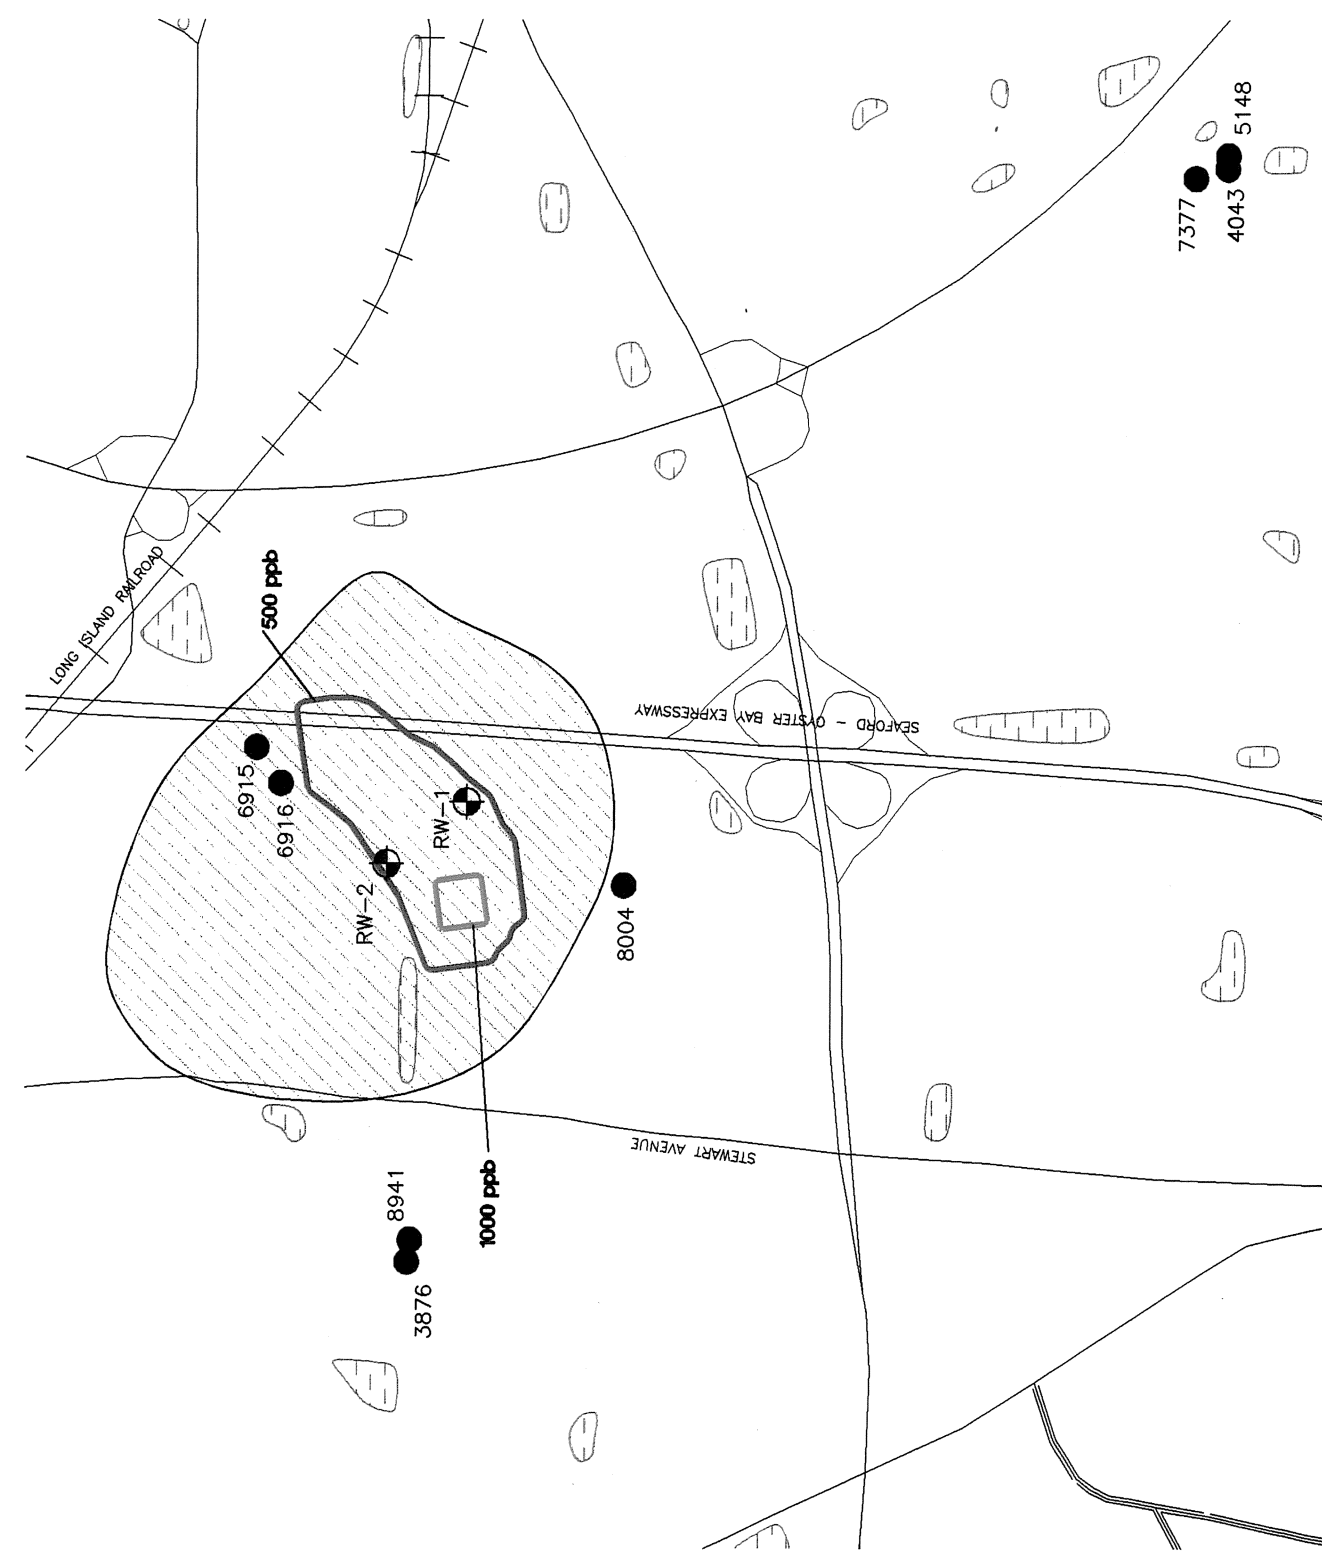 5148
7377
4043
LONG ISLAND RAILROAD
500 ppb
SEAFORD - OYSTER BAY EXPRESSWAY
6915
6916
RW-1
RW-2
8004
STEWART AVENUE
1000 ppb
8941
3876